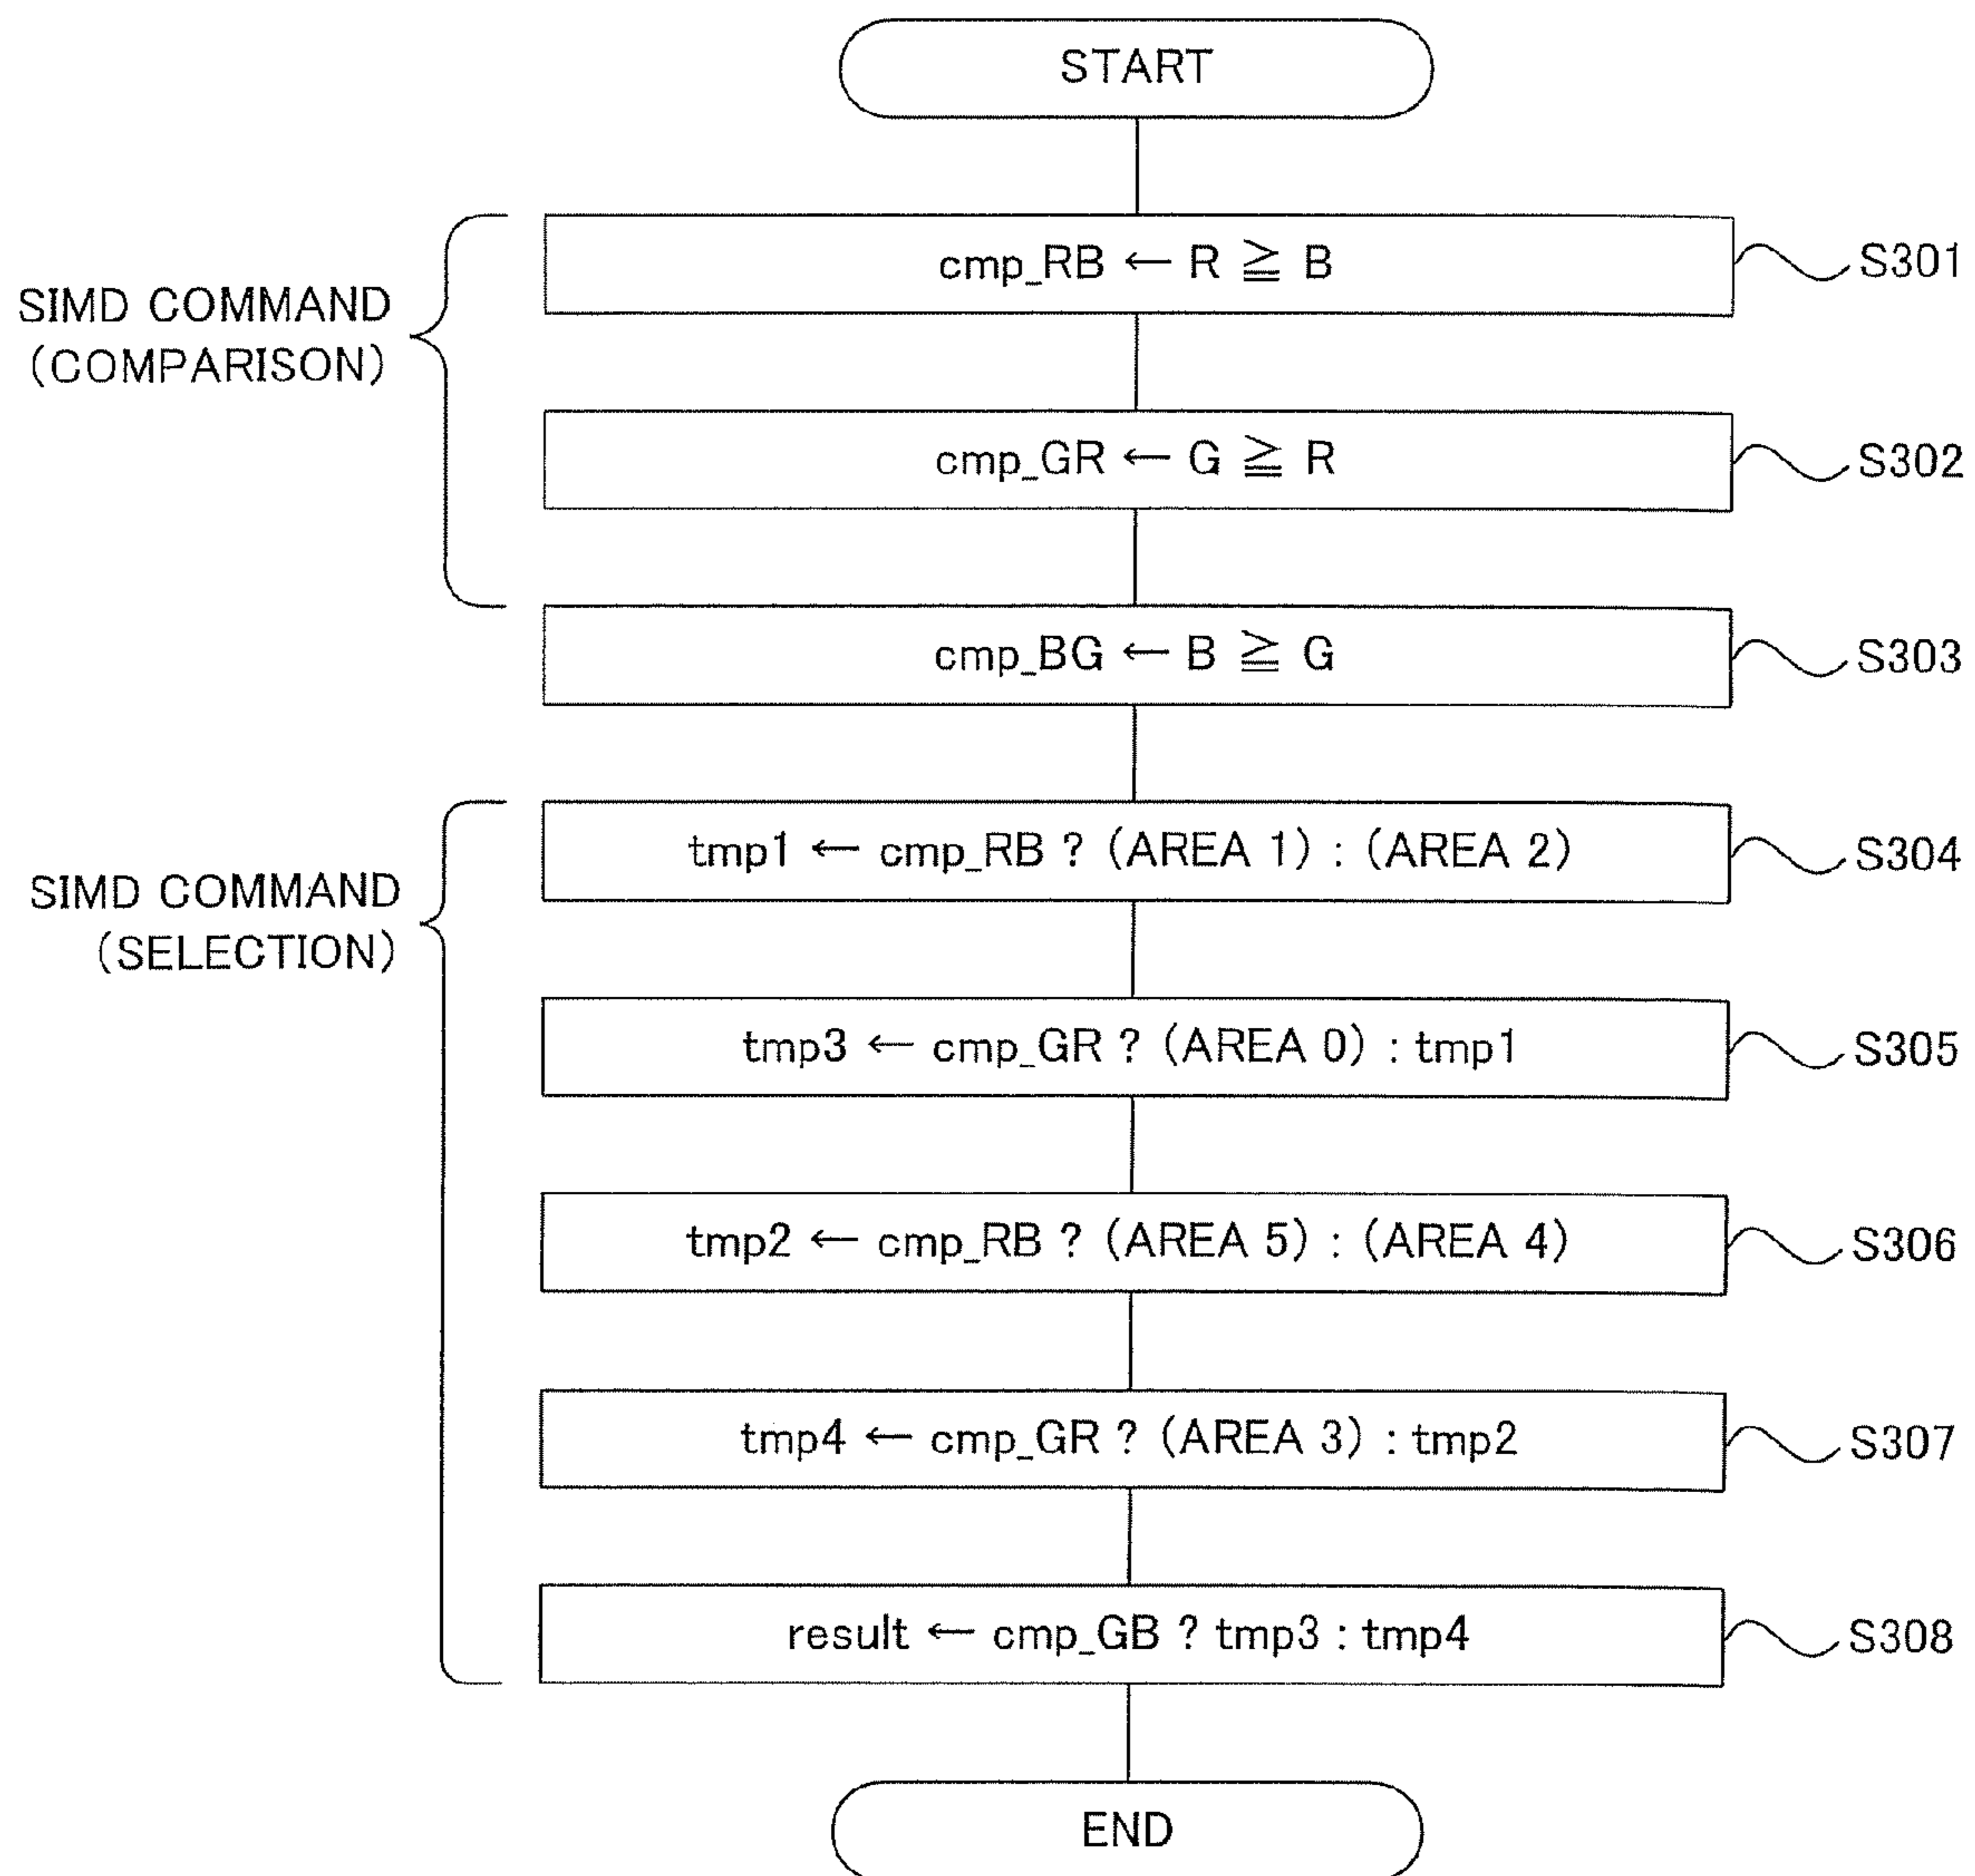 START
SIMD COMMAND
(COMPARISON)
cmp_RB ← R ≧ B
S301
cmp_GR ← G ≧ R
S302
cmp_BG ← B ≧ G
S303
SIMD COMMAND
(SELECTION)
tmp1 ← cmp_RB ? (AREA 1) : (AREA 2)
S304
tmp3 ← cmp_GR ? (AREA 0) : tmp1
S305
tmp2 ← cmp_RB ? (AREA 5) : (AREA 4)
S306
tmp4 ← cmp_GR ? (AREA 3) : tmp2
S307
result ← cmp_GB ? tmp3 : tmp4
S308
END